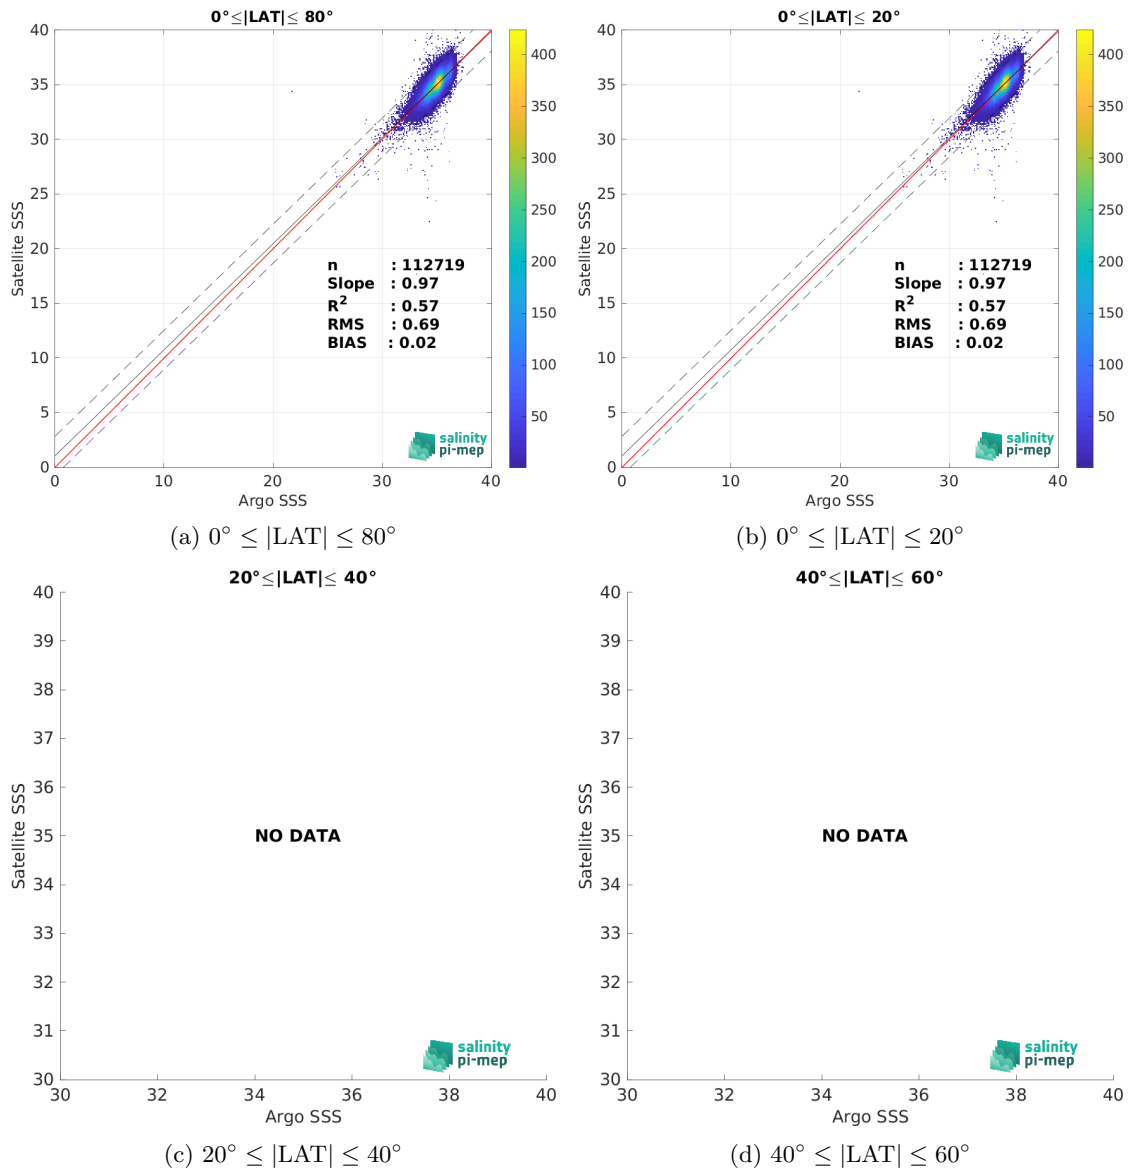 0°≤|LAT|≤ 80°
40
35
30
25
20
15
10
5
0
Satellite SSS
n : 112719
Slope : 0.97
R² : 0.57
RMS : 0.69
BIAS : 0.02
salinity
pi-mep
0 10 20 30 40
Argo SSS
400
350
300
250
200
150
100
50
(a) 0° ≤ |LAT| ≤ 80°
0°≤|LAT|≤ 20°
40
35
30
25
20
15
10
5
0
Satellite SSS
n : 112719
Slope : 0.97
R² : 0.57
RMS : 0.69
BIAS : 0.02
salinity
pi-mep
0 10 20 30 40
Argo SSS
400
350
300
250
200
150
100
50
(b) 0° ≤ |LAT| ≤ 20°
20°≤|LAT|≤ 40°
40
39
38
37
36
35
34
33
32
31
30
Satellite SSS
NO DATA
salinity
pi-mep
30 32 34 36 38 40
Argo SSS
(c) 20° ≤ |LAT| ≤ 40°
40°≤|LAT|≤ 60°
40
39
38
37
36
35
34
33
32
31
30
Satellite SSS
NO DATA
salinity
pi-mep
30 32 34 36 38 40
Argo SSS
(d) 40° ≤ |LAT| ≤ 60°